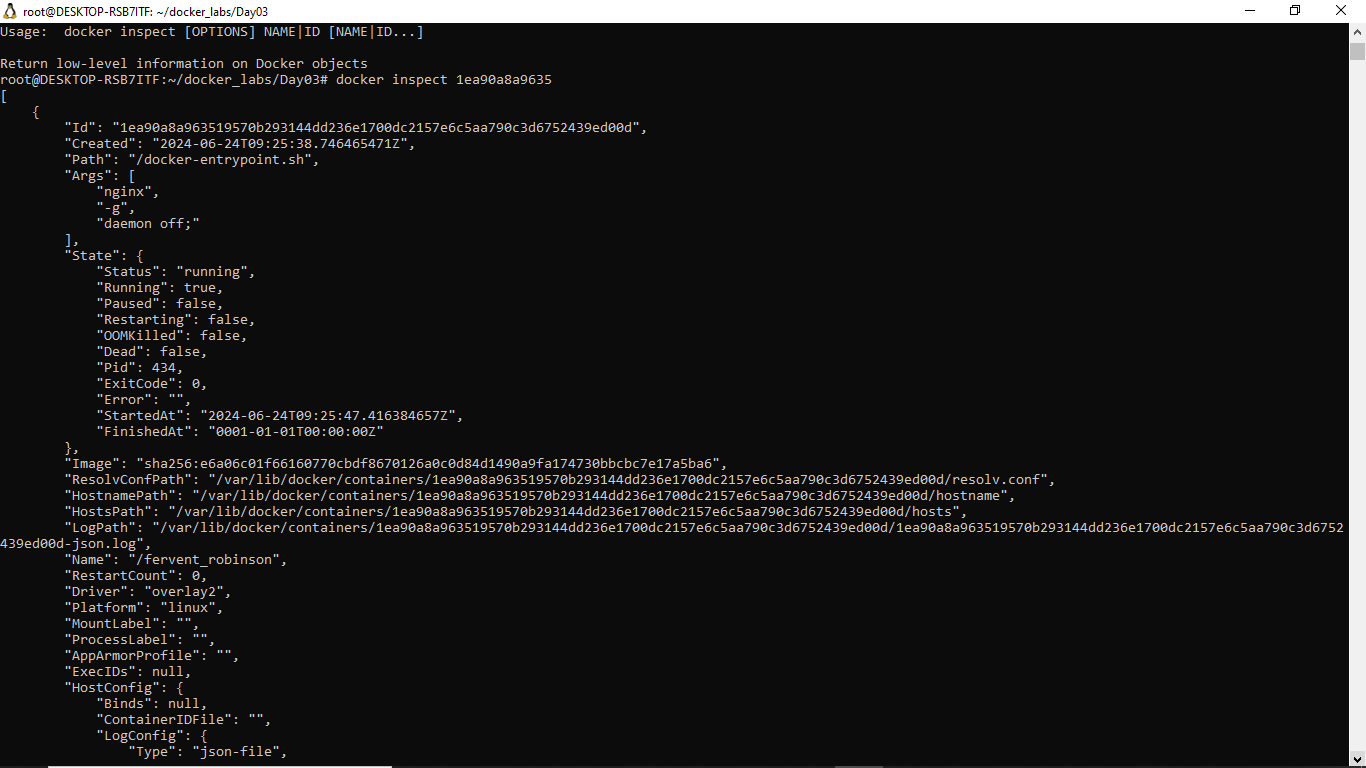 root@DESKTOP-RSB7ITF: ~/docker_labs/Day03
Usage:  docker inspect [OPTIONS] NAME|ID [NAME|ID...]
Return low-level information on Docker objects
root@DESKTOP-RSB7ITF:~/docker_labs/Day03# docker inspect 1ea90a8a9635
[
    {
        "Id": "1ea90a8a963519570b293144dd236e1700dc2157e6c5aa790c3d6752439ed00d",
        "Created": "2024-06-24T09:25:38.746465471Z",
        "Path": "/docker-entrypoint.sh",
        "Args": [
            "nginx",
            "-g",
            "daemon off;"
        ],
        "State": {
            "Status": "running",
            "Running": true,
            "Paused": false,
            "Restarting": false,
            "OOMKilled": false,
            "Dead": false,
            "Pid": 434,
            "ExitCode": 0,
            "Error": "",
            "StartedAt": "2024-06-24T09:25:47.416384657Z",
            "FinishedAt": "0001-01-01T00:00:00Z"
        },
        "Image": "sha256:e6a06c01f66160770cbdf8670126a0c0d84d1490a9fa174730bbcbc7e17a5ba6",
        "ResolvConfPath": "/var/lib/docker/containers/1ea90a8a963519570b293144dd236e1700dc2157e6c5aa790c3d6752439ed00d/resolv.conf",
        "HostnamePath": "/var/lib/docker/containers/1ea90a8a963519570b293144dd236e1700dc2157e6c5aa790c3d6752439ed00d/hostname",
        "HostsPath": "/var/lib/docker/containers/1ea90a8a963519570b293144dd236e1700dc2157e6c5aa790c3d6752439ed00d/hosts",
        "LogPath": "/var/lib/docker/containers/1ea90a8a963519570b293144dd236e1700dc2157e6c5aa790c3d6752439ed00d/1ea90a8a963519570b293144dd236e1700dc2157e6c5aa790c3d6752
439ed00d-json.log",
        "Name": "/fervent_robinson",
        "RestartCount": 0,
        "Driver": "overlay2",
        "Platform": "linux",
        "MountLabel": "",
        "ProcessLabel": "",
        "AppArmorProfile": "",
        "ExecIDs": null,
        "HostConfig": {
            "Binds": null,
            "ContainerIDFile": "",
            "LogConfig": {
                "Type": "json-file",